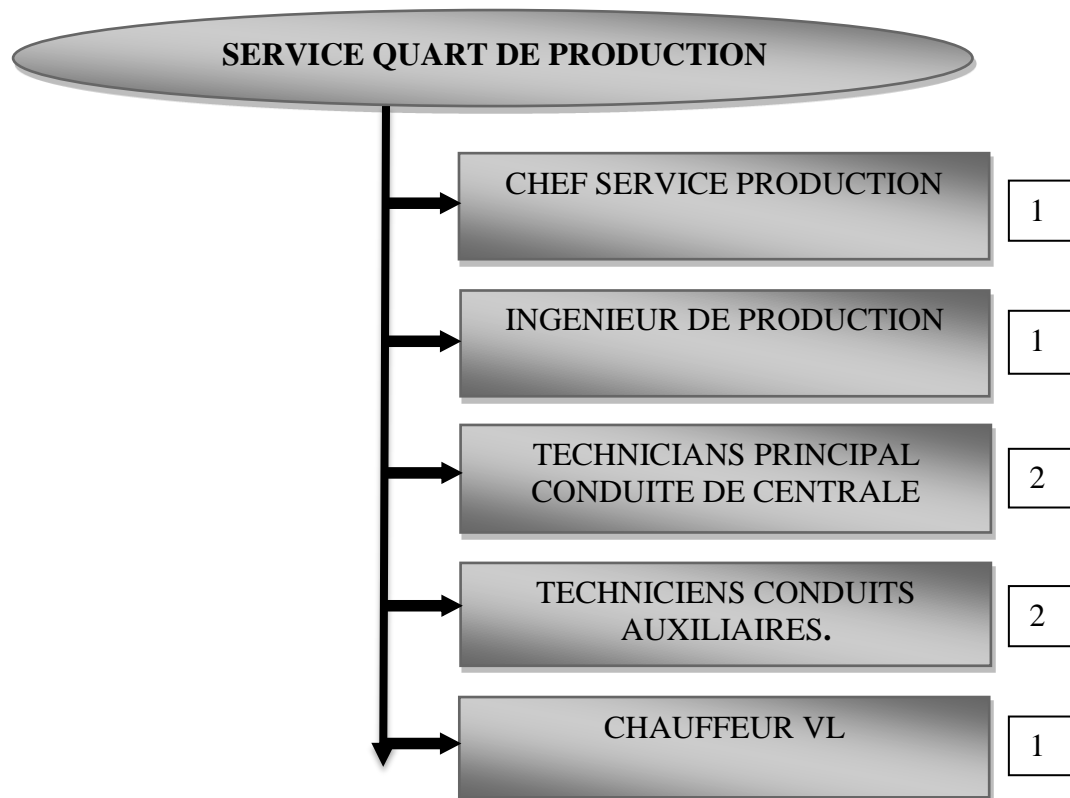 SERVICE QUART DE PRODUCTION
CHEF SERVICE PRODUCTION
1
INGENIEUR DE PRODUCTION
1
TECHNICIANS PRINCIPAL
CONDUITE DE CENTRALE
2
TECHNICIENS CONDUITS
AUXILIAIRES.
2
CHAUFFEUR VL
1